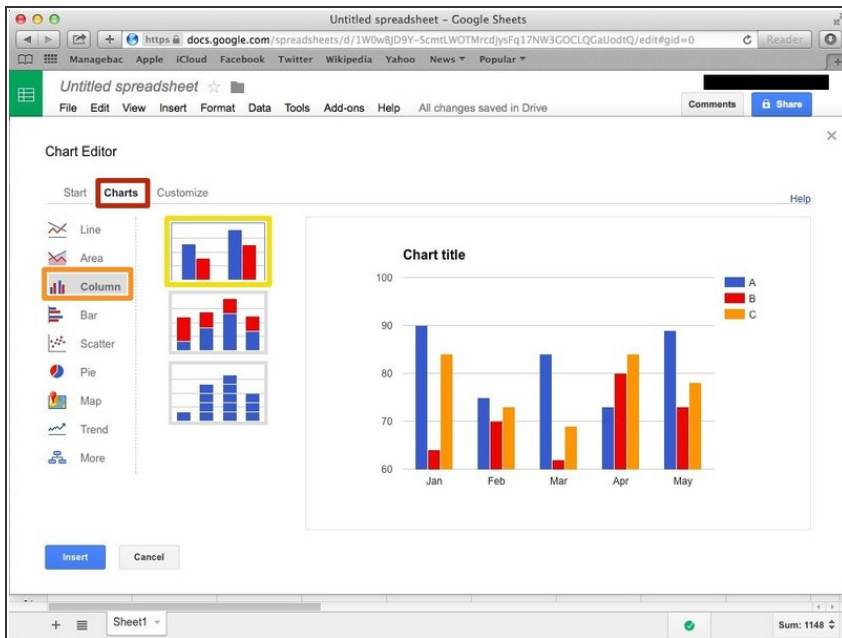 Untitled spreadsheet – Google Sheets
https docs.google.com/spreadsheets/d/1W0wBJD9Y-ScmtLWOTMrcdjysFq17NW3GOCLQGaUodtQ/edit#gid=0 Reader
Managebac Apple iCloud Facebook Twitter Wikipedia Yahoo News Popular
Untitled spreadsheet
File Edit View Insert Format Data Tools Add-ons Help All changes saved in Drive Comments Share
Chart Editor
Start Charts Customize
Help
Line
Area
Column
Bar
Scatter
Pie
Map
Trend
More
Chart title
100
90
80
70
60
Jan Feb Mar Apr May
A
B
C
Insert Cancel
Sheet1 Sum: 1148